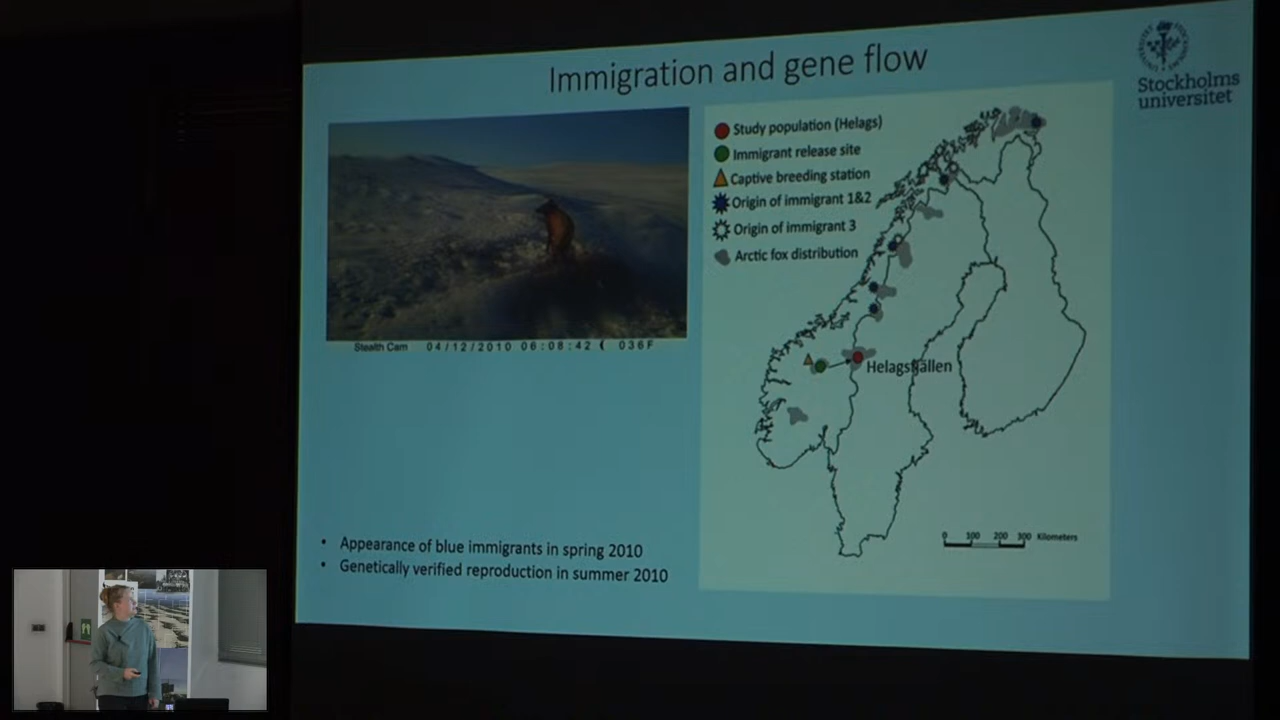 Immigration and gene flow
Stockholms
universitet
Study population (Helags)
Immigrant release site
Captive breeding station
Origin of immigrant 1&2
Origin of immigrant 3
Arctic fox distribution
Stealth Cam 04/12/2010 06:08:42 ( 036F
Helagsfjällen
• Appearance of blue immigrants in spring 2010
• Genetically verified reproduction in summer 2010
0 100 200 300 Kilometers